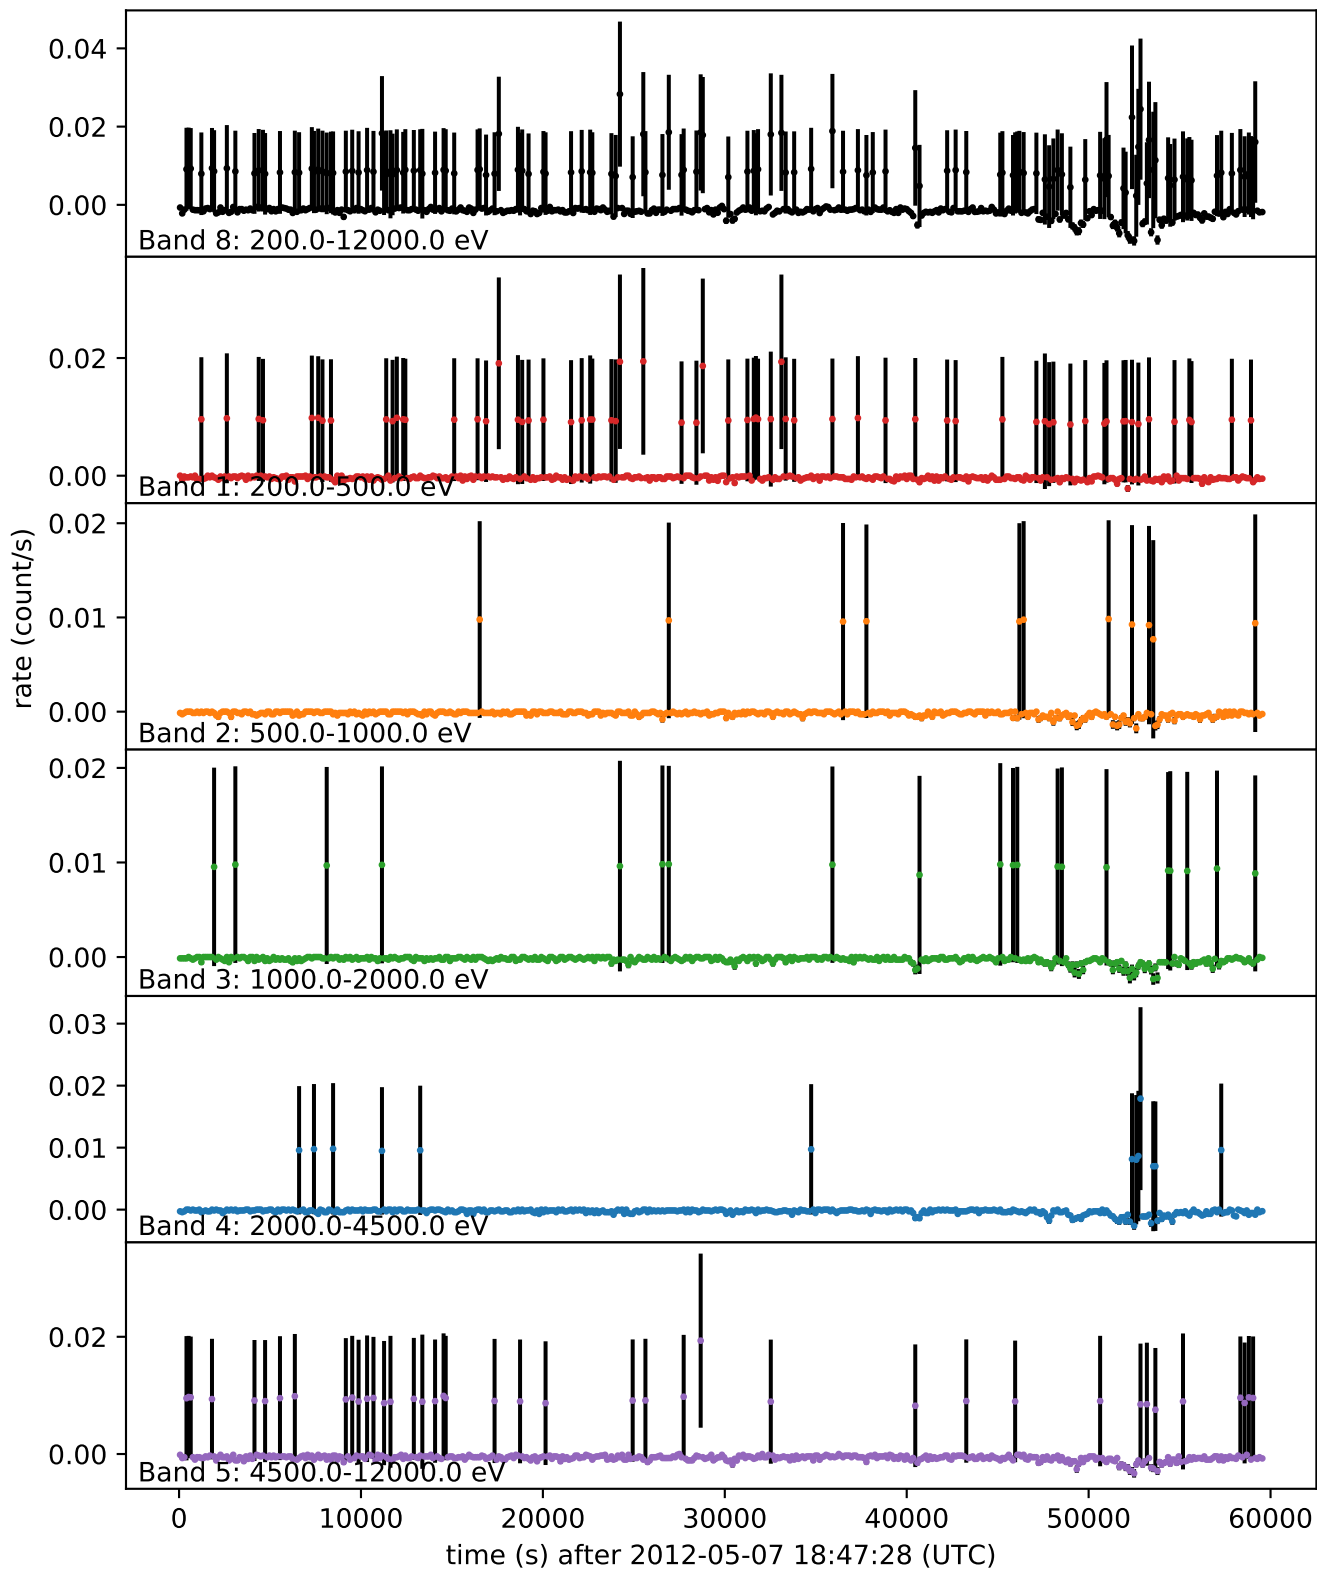 0.04
0.02
0.00
Band 8: 200.0-12000.0 eV
0.02
0.00
Band 1: 200.0-500.0 eV
0.02
0.01
0.00
Band 2: 500.0-1000.0 eV
rate (count/s)
0.02
0.01
0.00
Band 3: 1000.0-2000.0 eV
0.03
0.02
0.01
0.00
Band 4: 2000.0-4500.0 eV
0.02
0.00
Band 5: 4500.0-12000.0 eV
0 10000 20000 30000 40000 50000 60000
time (s) after 2012-05-07 18:47:28 (UTC)